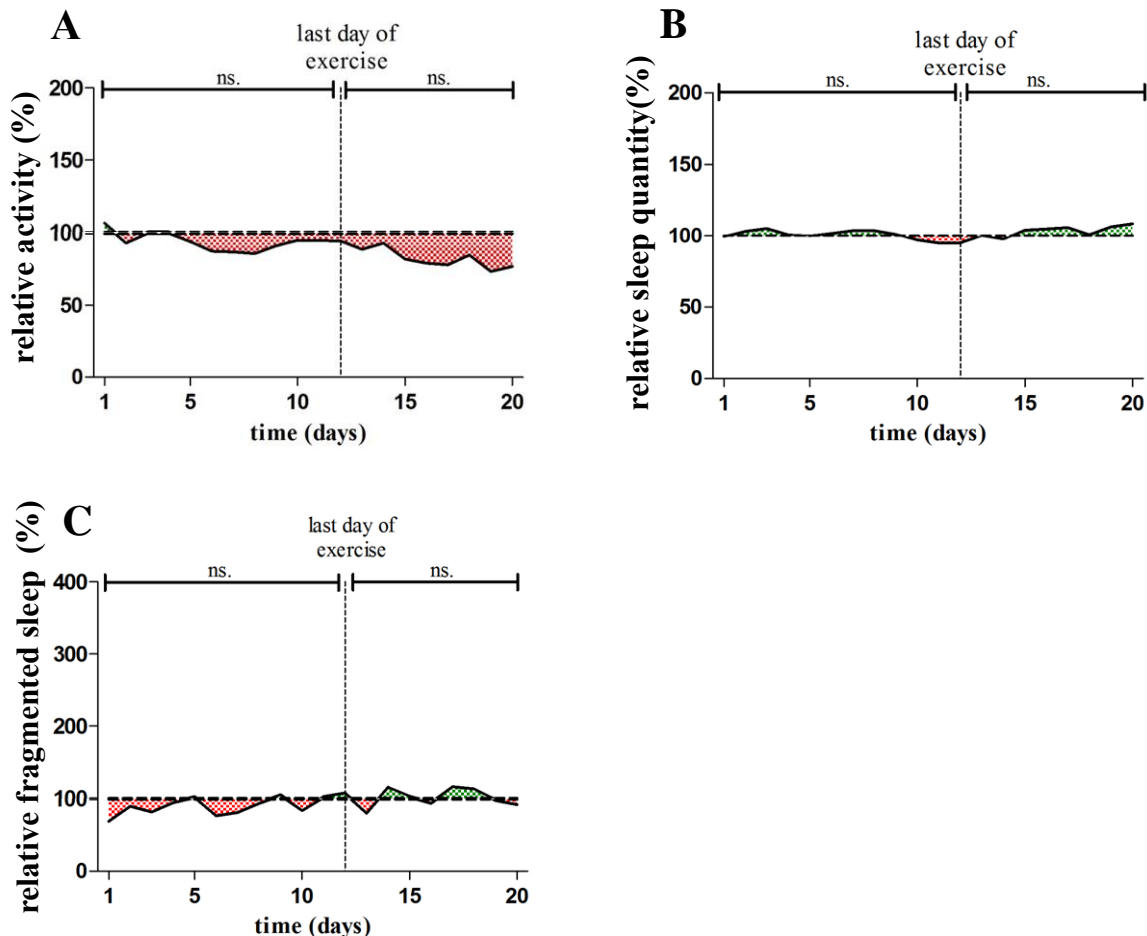 A
last day of
exercise
ns.
ns.
relative activity (%)
200
150
100
50
0
1
5
10
15
20
time (days)
B
last day of
exercise
ns.
ns.
relative sleep quantity(%)
200
150
100
50
0
1
5
10
15
20
time (days)
C
last day of
exercise
ns.
ns.
relative fragmented sleep (%)
400
300
200
100
0
1
5
10
15
20
time (days)